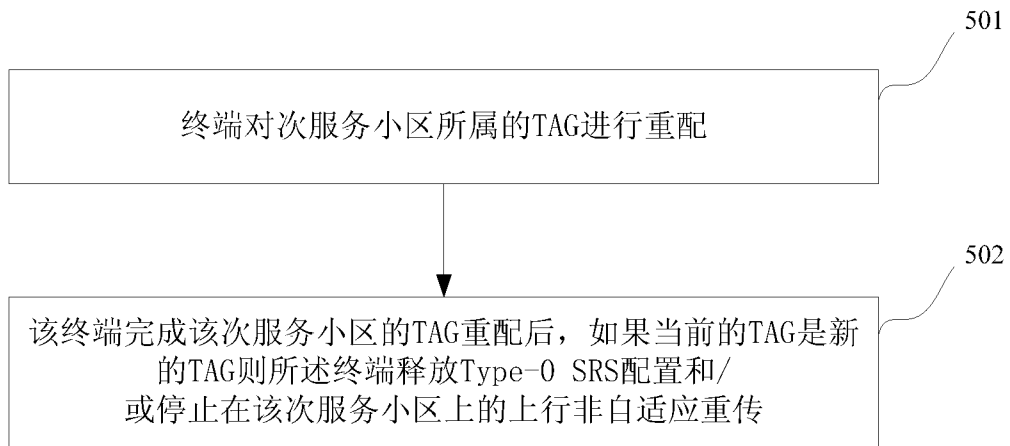 501
终端对次服务小区所属的TAG进行重配
502
该终端完成该次服务小区的TAG重配后，如果当前的TAG是新
的TAG则所述终端释放Type-0 SRS配置和/
或停止在该次服务小区上的上行非自适应重传